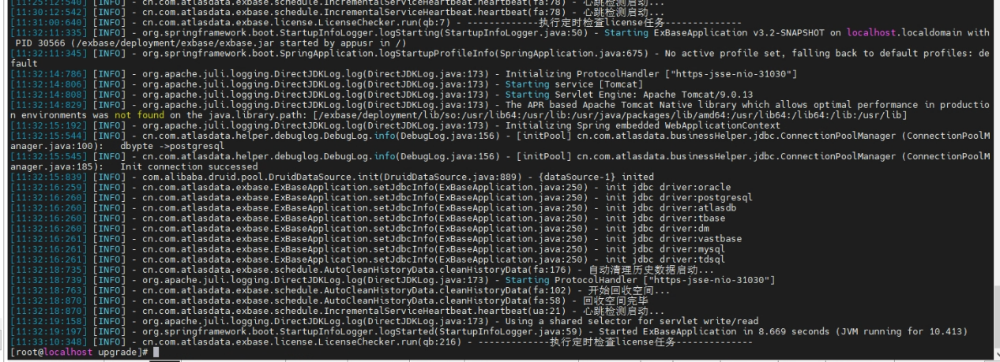 [11:25:12:540] [INFO] - cn.com.atlasdata.exbase.schedule.IncrementalServiceHeartbeat.heartbeat(fa:78) - 心跳检测启动...
[11:30:12:542] [INFO] - cn.com.atlasdata.exbase.schedule.IncrementalServiceHeartbeat.heartbeat(fa:78) - 心跳检测启动...
[11:31:00:640] [INFO] - cn.com.atlasdata.exbase.license.LicenseChecker.run(qb:7) - -------------执行定时检查license任务--------------
[11:32:11:335] [INFO] - org.springframework.boot.StartupInfoLogger.logStarting(StartupInfoLogger.java:50) - Starting ExBaseApplication v3.2-SNAPSHOT on localhost.localdomain with
PID 20566 (/exbase/deployment/exbase/exbase.jar started by appusr in /)
[11:32:11:345] [INFO] - org.springframework.boot.SpringApplication.logStartupProfileInfo(SpringApplication.java:675) - No active profile set, falling back to default profiles: de
fault
[11:32:14:786] [INFO] - org.apache.juli.logging.DirectJDKLog.log(DirectJDKLog.java:173) - Initializing ProtocolHandler ["https-jsse-nio-31030"]
[11:32:14:806] [INFO] - org.apache.juli.logging.DirectJDKLog.log(DirectJDKLog.java:173) - Starting service [Tomcat]
[11:32:14:808] [INFO] - org.apache.juli.logging.DirectJDKLog.log(DirectJDKLog.java:173) - Starting Servlet Engine: Apache Tomcat/9.0.13
[11:32:14:829] [INFO] - org.apache.juli.logging.DirectJDKLog.log(DirectJDKLog.java:173) - The APR based Apache Tomcat Native library which allows optimal performance in productio
n environments was not found on the java.library.path: [/exbase/deployment/lib/so:/usr/lib64:/usr/lib:/usr/java/packages/lib/amd64:/usr/lib64:/lib64:/lib:/usr/lib]
[11:32:15:192] [INFO] - org.apache.juli.logging.DirectJDKLog.log(DirectJDKLog.java:173) - Initializing Spring embedded WebApplicationContext
[11:32:15:544] [INFO] - cn.com.atlasdata.helper.debuglog.DebugLog.info(DebugLog.java:156) - [initPool] cn.com.atlasdata.businessHelper.jdbc.ConnectionPoolManager (ConnectionPoolM
anager.java:100): dbypte ->postgresql
[11:32:15:545] [INFO] - cn.com.atlasdata.helper.debuglog.DebugLog.info(DebugLog.java:156) - [initPool] cn.com.atlasdata.businessHelper.jdbc.ConnectionPoolManager (ConnectionPoolM
anager.java:185): Init connection successed
[11:32:15:839] [INFO] - com.alibaba.druid.pool.DruidDataSource.init(DruidDataSource.java:889) - {dataSource-1} inited
[11:32:16:259] [INFO] - cn.com.atlasdata.exbase.ExBaseApplication.setJdbcInfo(ExBaseApplication.java:250) - init jdbc driver:oracle
[11:32:16:260] [INFO] - cn.com.atlasdata.exbase.ExBaseApplication.setJdbcInfo(ExBaseApplication.java:250) - init jdbc driver:postgresql
[11:32:16:260] [INFO] - cn.com.atlasdata.exbase.ExBaseApplication.setJdbcInfo(ExBaseApplication.java:250) - init jdbc driver:atlasdb
[11:32:16:260] [INFO] - cn.com.atlasdata.exbase.ExBaseApplication.setJdbcInfo(ExBaseApplication.java:250) - init jdbc driver:tbase
[11:32:16:260] [INFO] - cn.com.atlasdata.exbase.ExBaseApplication.setJdbcInfo(ExBaseApplication.java:250) - init jdbc driver:dm
[11:32:16:261] [INFO] - cn.com.atlasdata.exbase.ExBaseApplication.setJdbcInfo(ExBaseApplication.java:250) - init jdbc driver:vastbase
[11:32:16:261] [INFO] - cn.com.atlasdata.exbase.ExBaseApplication.setJdbcInfo(ExBaseApplication.java:250) - init jdbc driver:mysql
[11:32:16:261] [INFO] - cn.com.atlasdata.exbase.ExBaseApplication.setJdbcInfo(ExBaseApplication.java:250) - init jdbc driver:tdsql
[11:32:18:735] [INFO] - cn.com.atlasdata.exbase.schedule.AutoCleanHistoryData.cleanHistoryData(fa:176) - 自动清理历史数据启动...
[11:32:18:739] [INFO] - org.apache.juli.logging.DirectJDKLog.log(DirectJDKLog.java:173) - Starting ProtocolHandler ["https-jsse-nio-31030"]
[11:32:18:763] [INFO] - cn.com.atlasdata.exbase.schedule.AutoCleanHistoryData.cleanHistoryData(fa:102) - 开始回收空间...
[11:32:18:870] [INFO] - cn.com.atlasdata.exbase.schedule.AutoCleanHistoryData.cleanHistoryData(fa:58) - 回收空间完毕
[11:32:18:870] [INFO] - cn.com.atlasdata.exbase.schedule.IncrementalServiceHeartbeat.heartbeat(ua:21) - 心跳检测启动...
[11:32:19:158] [INFO] - org.apache.juli.logging.DirectJDKLog.log(DirectJDKLog.java:173) - Using a shared selector for servlet write/read
[11:32:19:197] [INFO] - org.springframework.boot.StartupInfoLogger.logStarted(StartupInfoLogger.java:59) - Started ExBaseApplication in 8.669 seconds (JVM running for 10.413)
[11:33:10:348] [INFO] - cn.com.atlasdata.exbase.license.LicenseChecker.run(qb:216) - -------------执行定时检查license任务--------------
[root@localhost upgrade]#